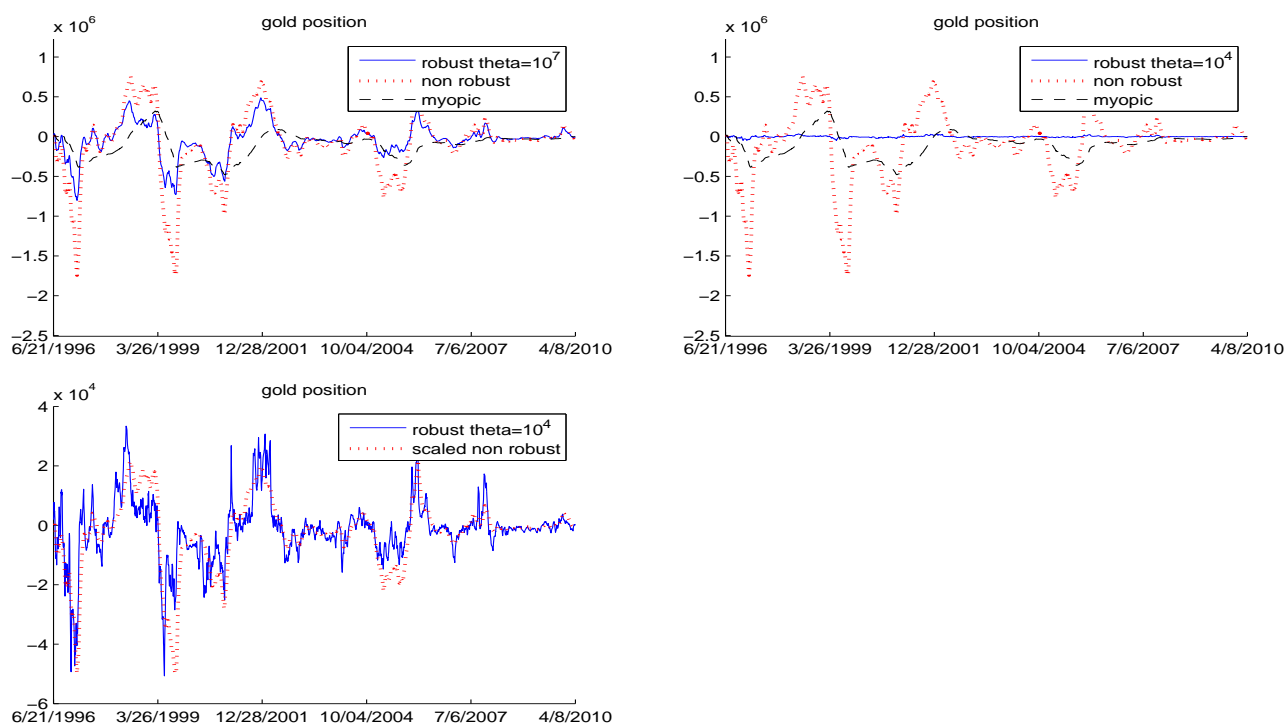 x 10^6
gold position
1
0.5
0
−0.5
−1
−1.5
−2
−2.5
6/21/1996 3/26/1999 12/28/2001 10/04/2004 7/6/2007 4/8/2010
robust theta=10^7
non robust
myopic
x 10^6
gold position
1
0.5
0
−0.5
−1
−1.5
−2
−2.5
6/21/1996 3/26/1999 12/28/2001 10/04/2004 7/6/2007 4/8/2010
robust theta=10^4
non robust
myopic
x 10^4
gold position
4
2
0
−2
−4
−6
6/21/1996 3/26/1999 12/28/2001 10/04/2004 7/6/2007 4/8/2010
robust theta=10^4
scaled non robust